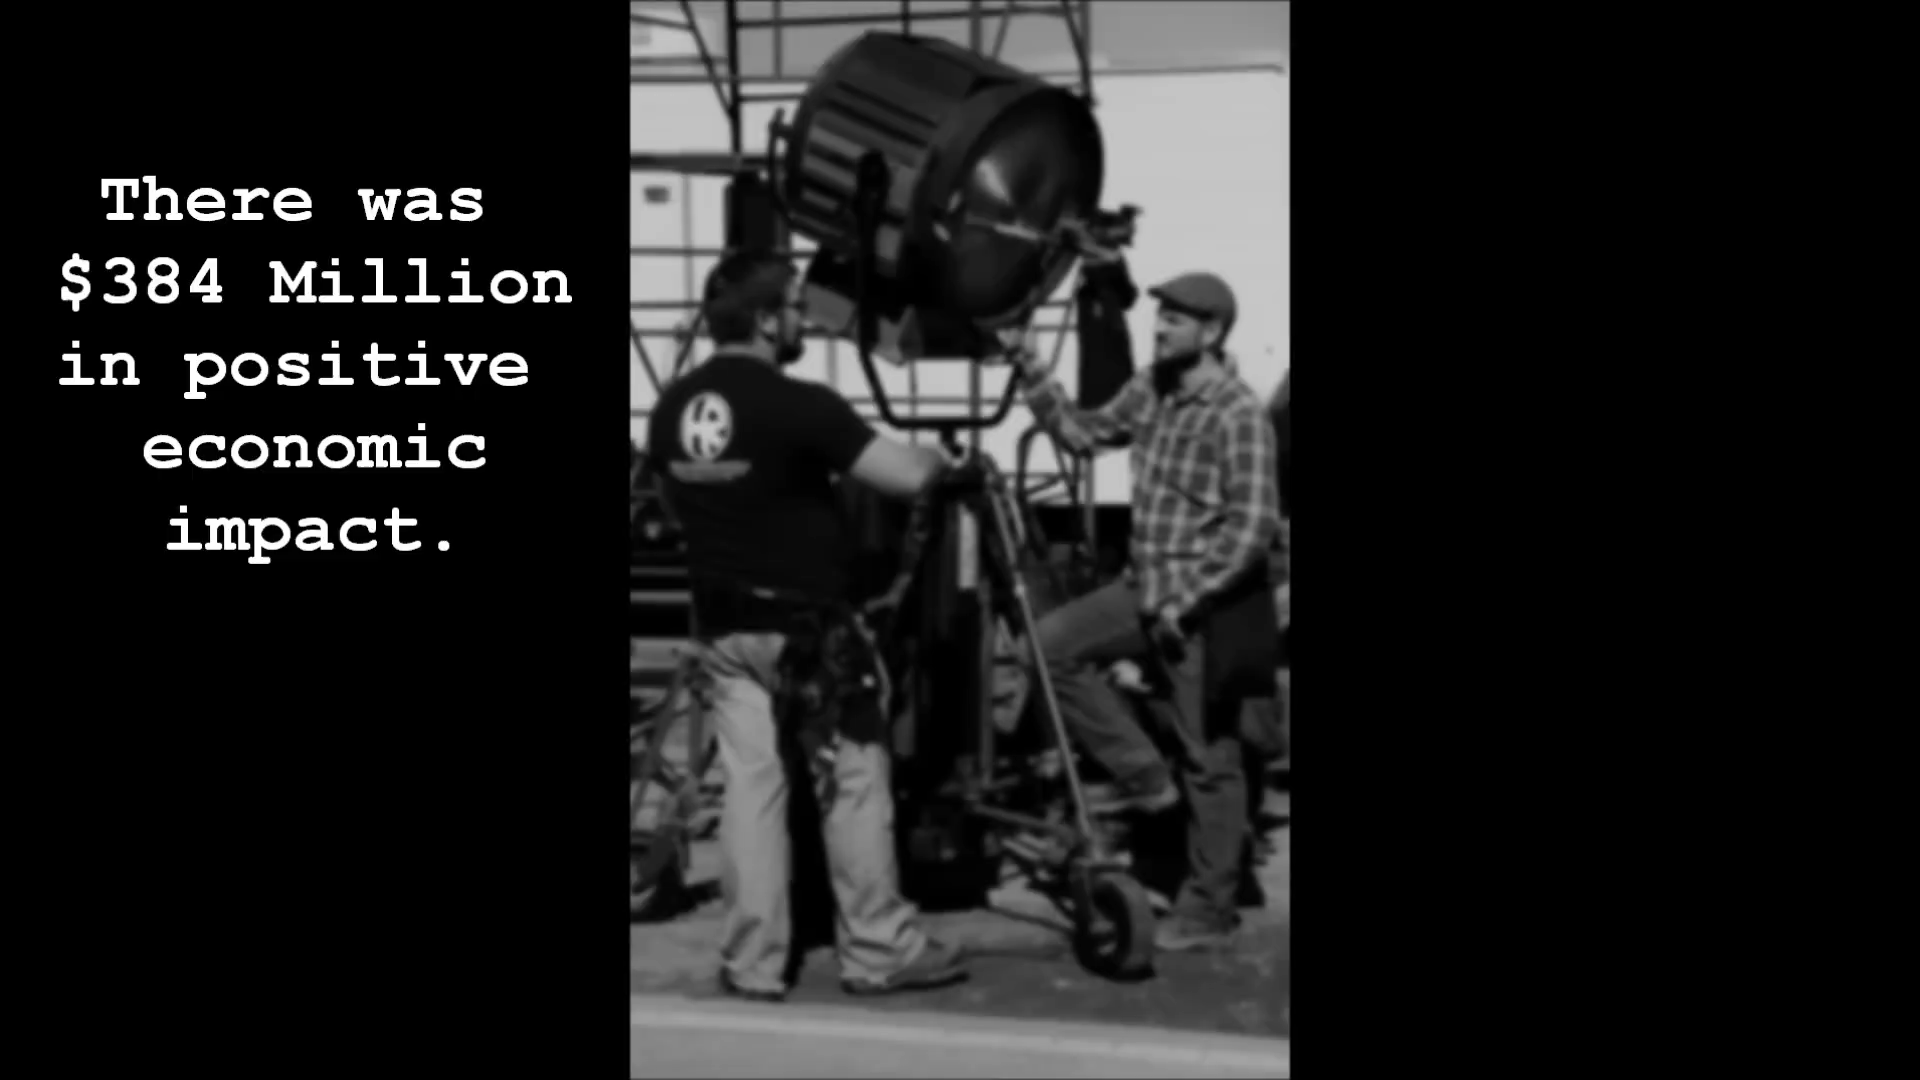 There was
$384 Million
in positive
economic
impact.